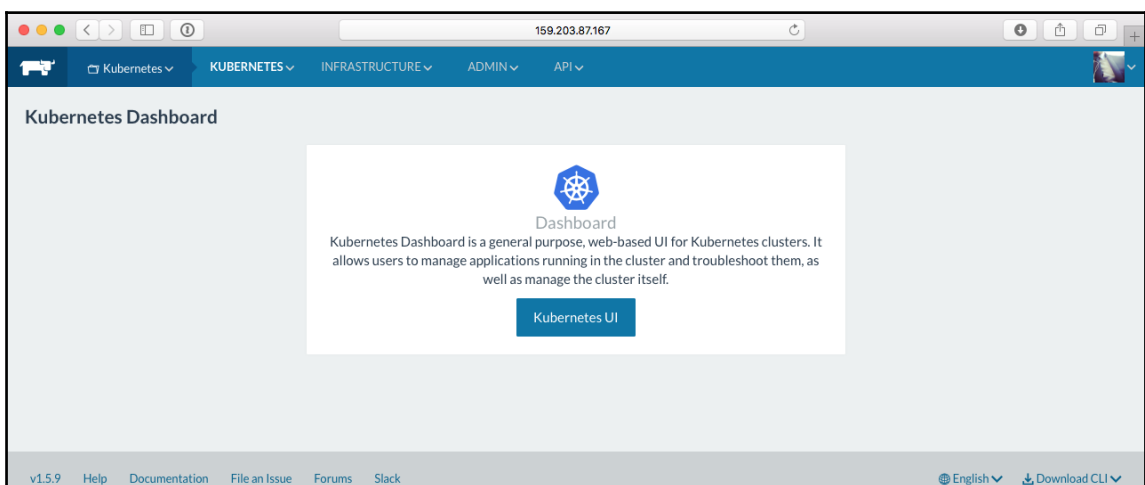 159.203.87.167
Kubernetes KUBERNETES INFRASTRUCTURE ADMIN API
Kubernetes Dashboard
Dashboard
Kubernetes Dashboard is a general purpose, web-based UI for Kubernetes clusters. It
allows users to manage applications running in the cluster and troubleshoot them, as
well as manage the cluster itself.
Kubernetes UI
v1.5.9 Help Documentation File an Issue Forums Slack English Download CLI